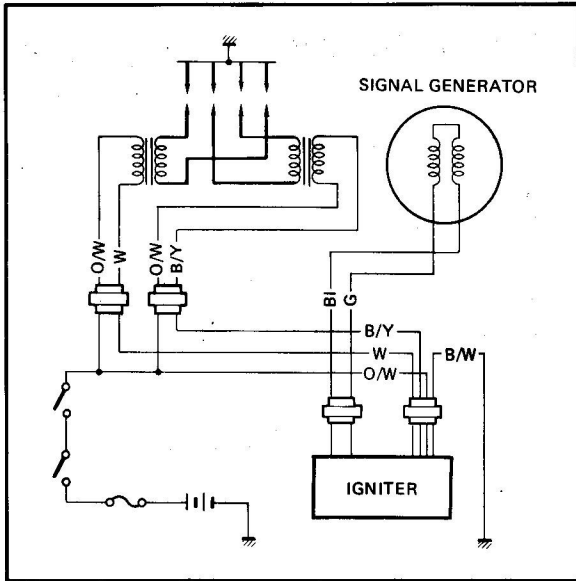 SIGNAL GENERATOR
O/W
W
O/W
B/Y
Bl
G
B/Y
W
B/W
O/W
IGNITER